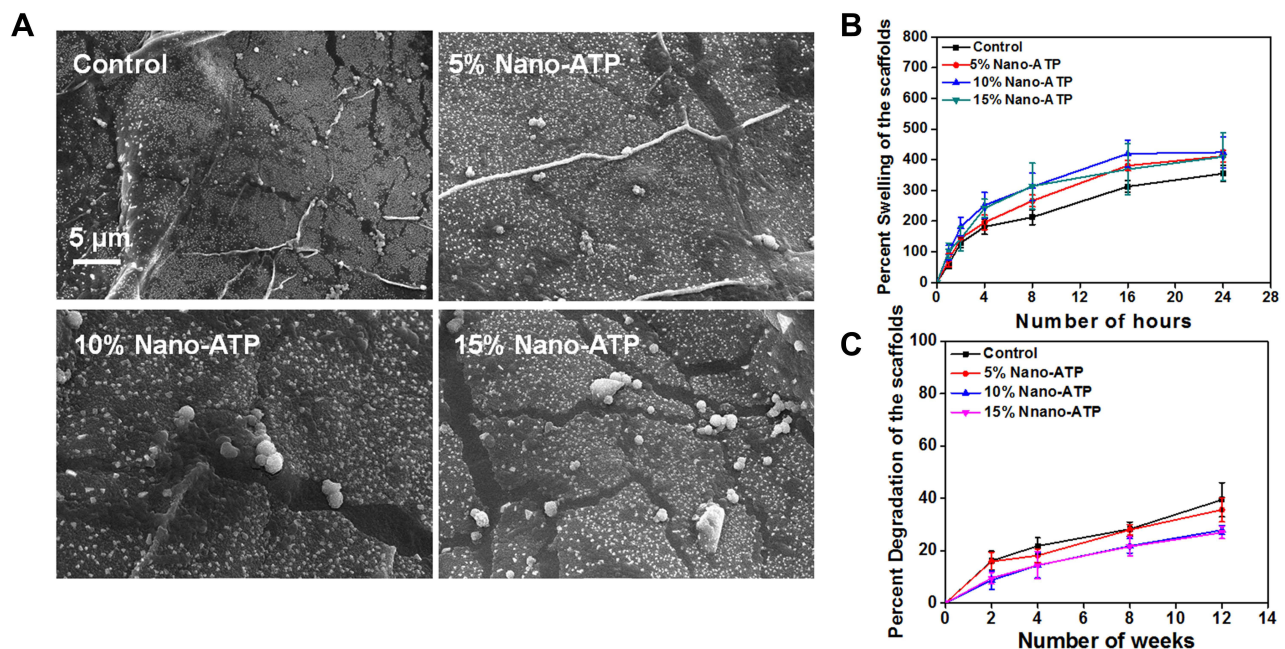 A
Control
5 μm
5% Nano-ATP
10% Nano-ATP
15% Nano-ATP
B
Percent Swelling of the scaffolds
800
700
600
500
400
300
200
100
0
Control
5% Nano-ATP
10% Nano-ATP
15% Nano-ATP
0 4 8 12 16 20 24 28
Number of hours
C
Percent Degradation of the scaffolds
100
80
60
40
20
0
Control
5% Nano-ATP
10% Nano-ATP
15% Nnano-ATP
0 2 4 6 8 10 12 14
Number of weeks